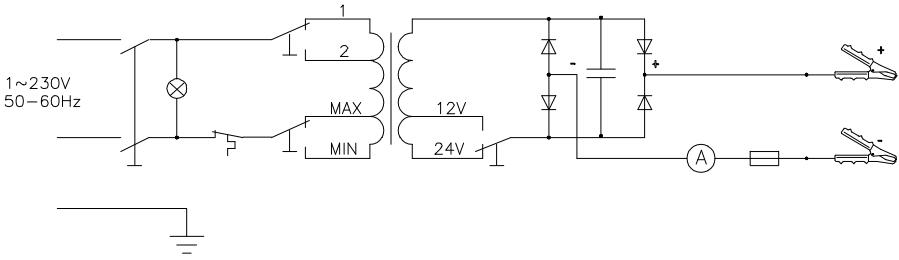 1
2
1~230V
50-60Hz
MAX
MIN
12V
24V
-
+
A
+
-